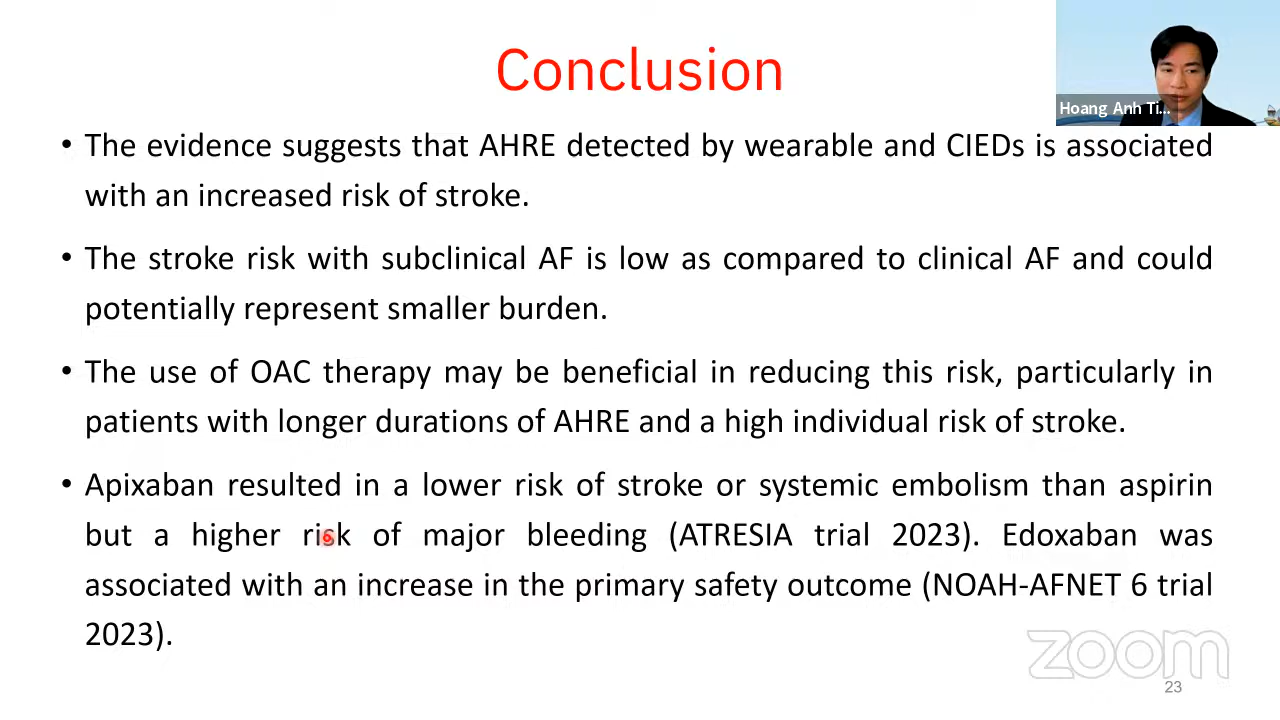 Conclusion
Hoang Anh Ti...
• The evidence suggests that AHRE detected by wearable and CIEDs is associated
with an increased risk of stroke.
• The stroke risk with subclinical AF is low as compared to clinical AF and could
potentially represent smaller burden.
• The use of OAC therapy may be beneficial in reducing this risk, particularly in
patients with longer durations of AHRE and a high individual risk of stroke.
• Apixaban resulted in a lower risk of stroke or systemic embolism than aspirin
but a higher risk of major bleeding (ATRESIA trial 2023). Edoxaban was
associated with an increase in the primary safety outcome (NOAH-AFNET 6 trial
2023).
zoom
23